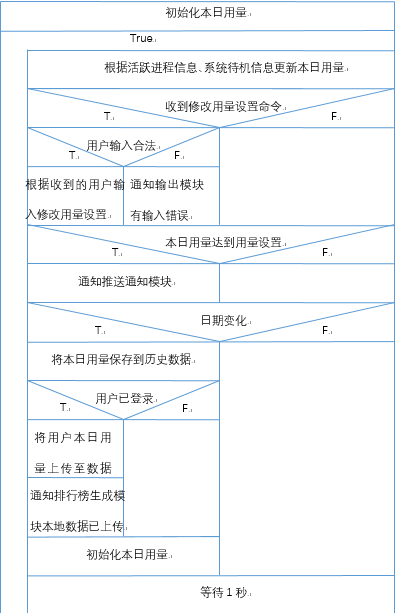 初始化本日用量
True
根据活跃进程信息、系统待机信息更新本日用量
收到修改用量设置命令
T
F
用户输入合法
T
F
根据收到的用户输
入修改用量设置
通知输出模块
有输入错误
本日用量达到用量设置
T
F
通知推送通知模块
日期变化
T
F
将本日用量保存到历史数据
用户已登录
T
F
将用户本日用
量上传至数据
通知排行榜生成模
块本地数据已上传
初始化本日用量
等待1秒